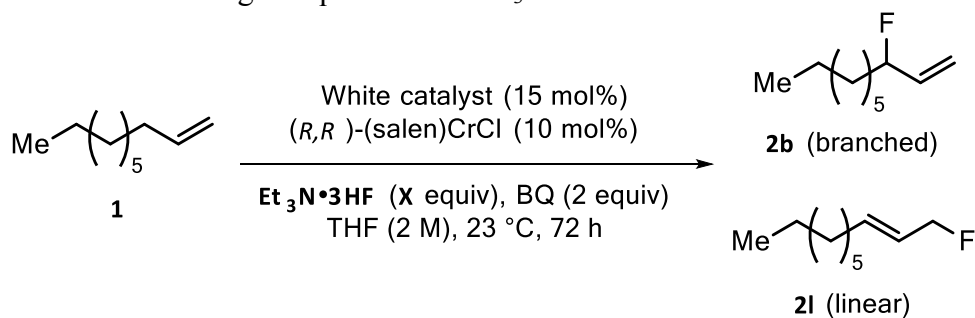 Me
5
1
White catalyst (15 mol%)
(R,R )-(salen)CrCl (10 mol%)
Et3N•3HF (X equiv), BQ (2 equiv)
THF (2 M), 23 °C, 72 h
F
Me
5
2b (branched)
Me
5
F
2l (linear)